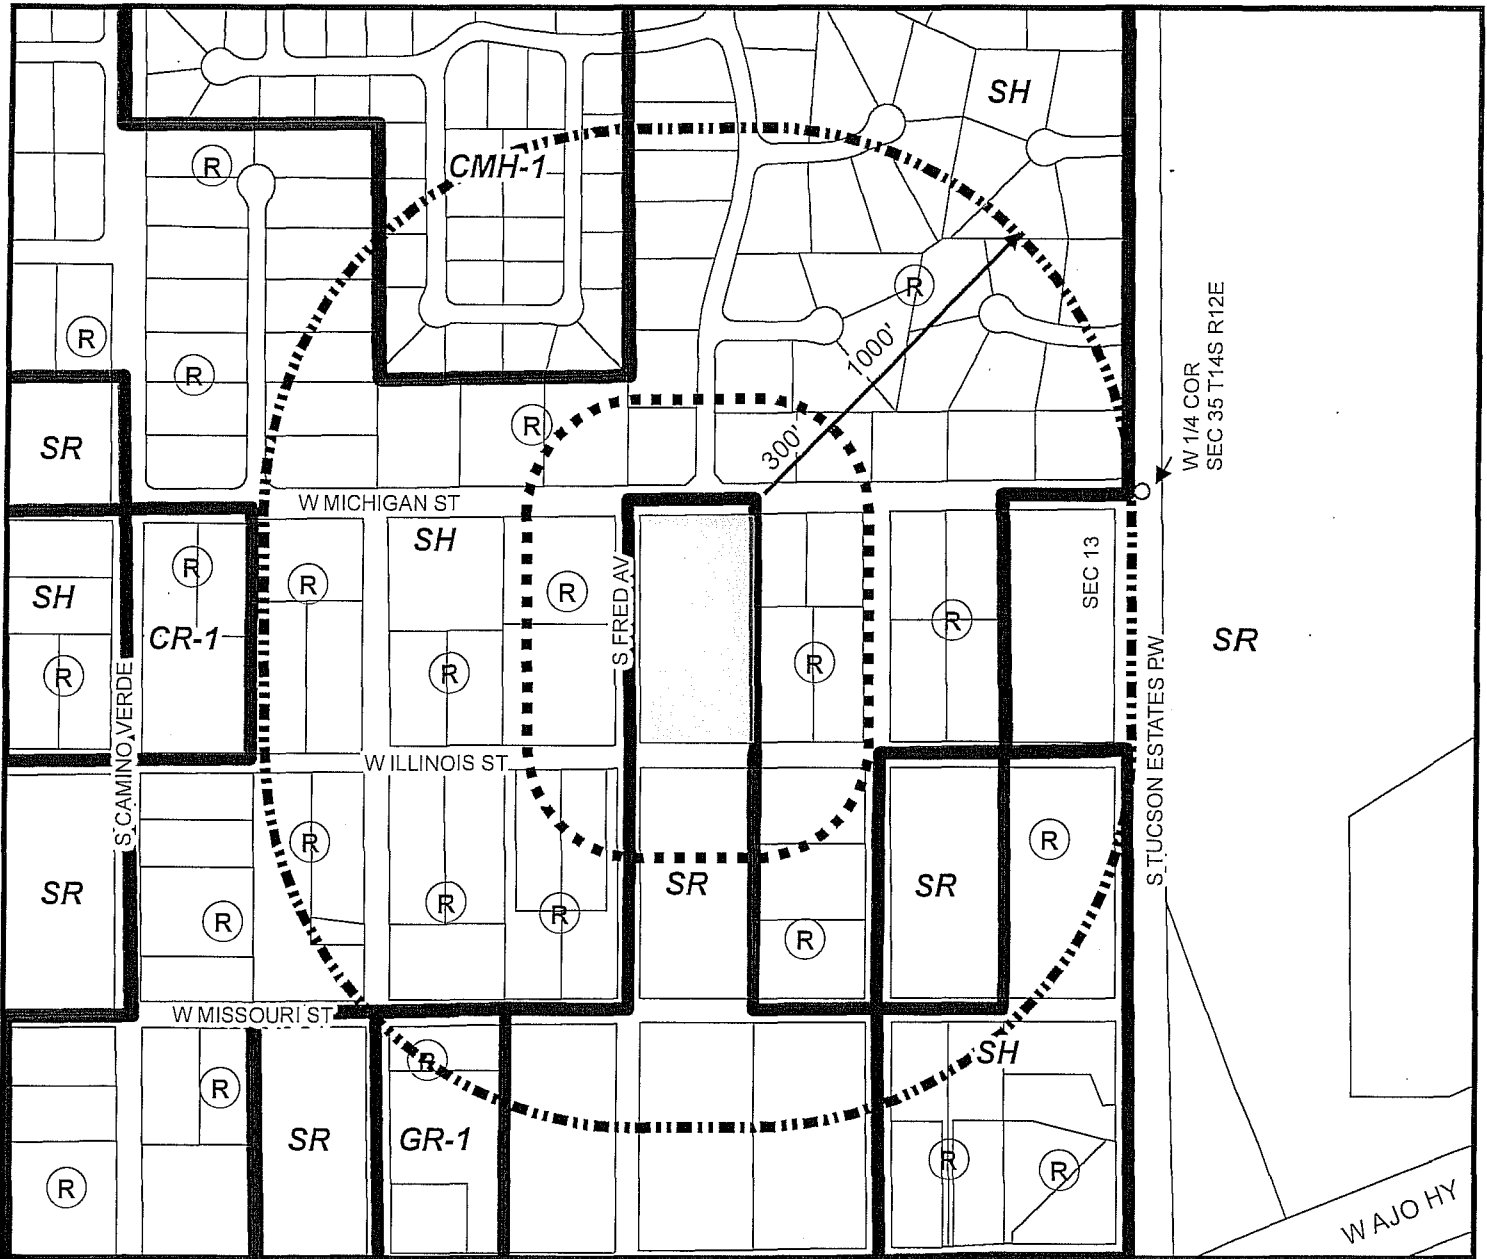 SH
CMH-1
R
R
R
R
1000'
W 1/4 COR
SEC 35 T14S R12E
R
SR
300'
W MICHIGAN ST
SH
SEC 13
R
R
R
S FRED AV
SH
CR-1
R
SR
R
R
R
S CAMINO VERDE
S TUCSON ESTATES PW
W ILLINOIS ST
R
R
SR
SR
SR
R
R
R
R
W MISSOURI ST
SH
R
R
SR
GR-1
R
R
R
W AJO HY